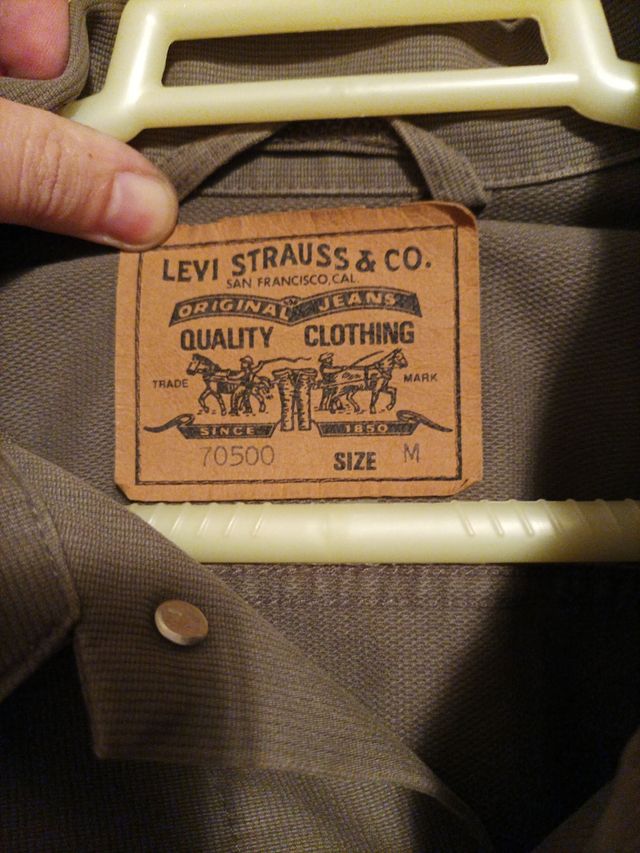 LEVI STRAUSS & CO.
SAN FRANCISCO, CAL.
ORIGINAL JEANS
QUALITY CLOTHING
TRADE MARK
SINCE 1850
70500 SIZE M